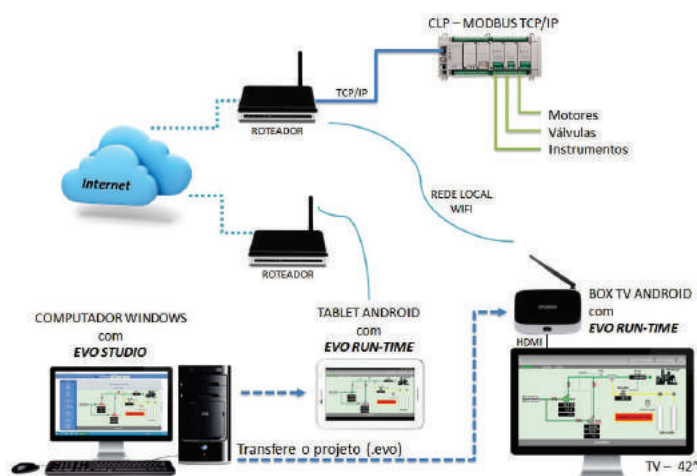 CLP – MODBUS TCP/IP
TCP/IP
ROTEADOR
Motores
Válvulas
Instrumentos
Internet
REDE LOCAL
WIFI
ROTEADOR
COMPUTADOR WINDOWS
com
EVO STUDIO
TABLET ANDROID
com
EVO RUN-TIME
BOX TV ANDROID
com
EVO RUN-TIME
HDMI
Transfere o projeto (.evo)
TV – 42"